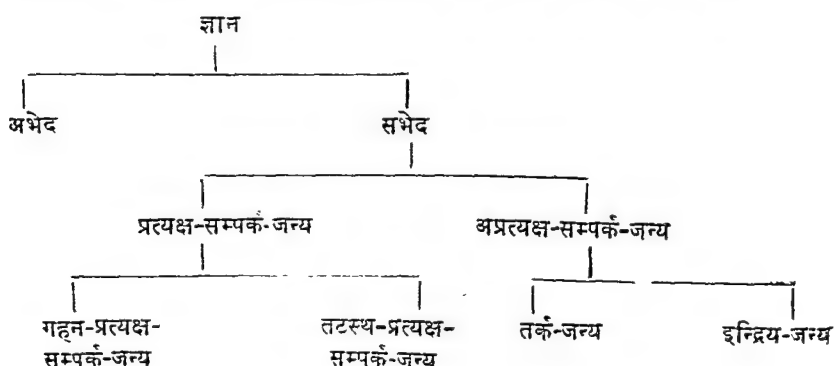 ज्ञान
अभेद सभेद
प्रत्यक्ष-सम्पर्क-जन्य अप्रत्यक्ष-सम्पर्क-जन्य
गहन-प्रत्यक्ष- तटस्थ-प्रत्यक्ष- तर्क-जन्य इन्द्रिय-जन्य
सम्पर्क-जन्य सम्पर्क-जन्य